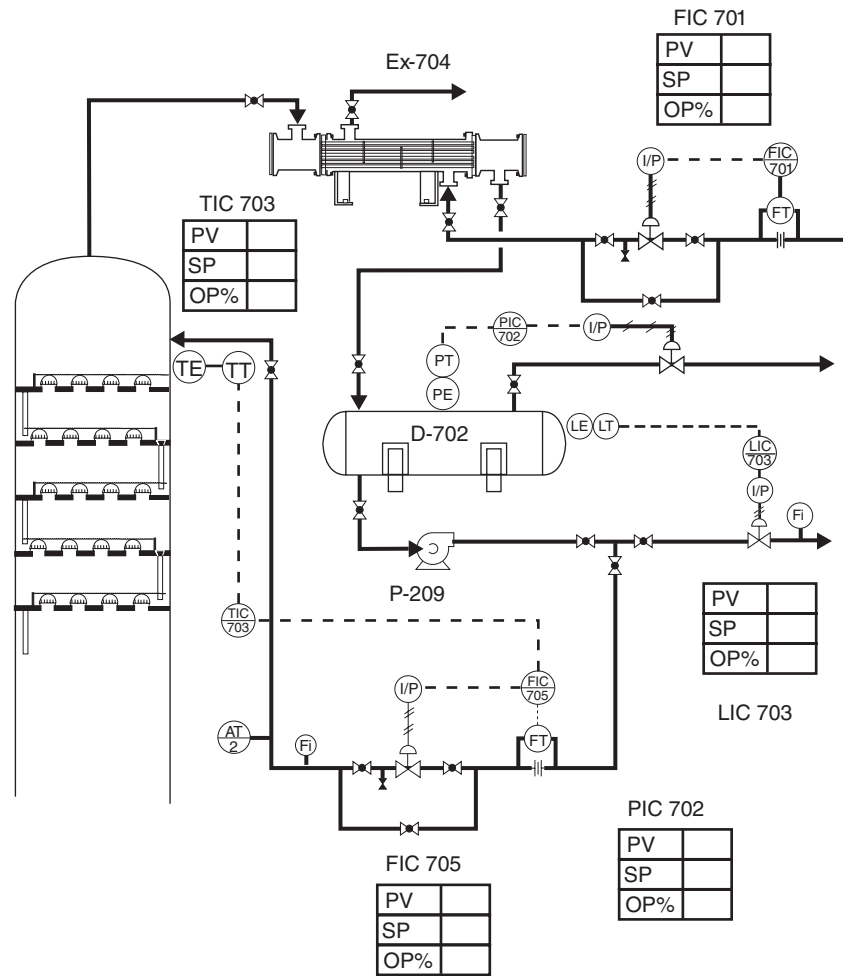 FIC 701
PV
SP
OP%
Ex-704
I/P
FIC
701
FT
TIC 703
PV
SP
OP%
PIC
702
I/P
PT
PE
TE
TT
D-702
LE
LT
LIC
703
I/P
Fi
P-209
PV
SP
OP%
LIC 703
TIC
703
I/P
FIC
705
AT
2
Fi
FT
PIC 702
PV
SP
OP%
FIC 705
PV
SP
OP%